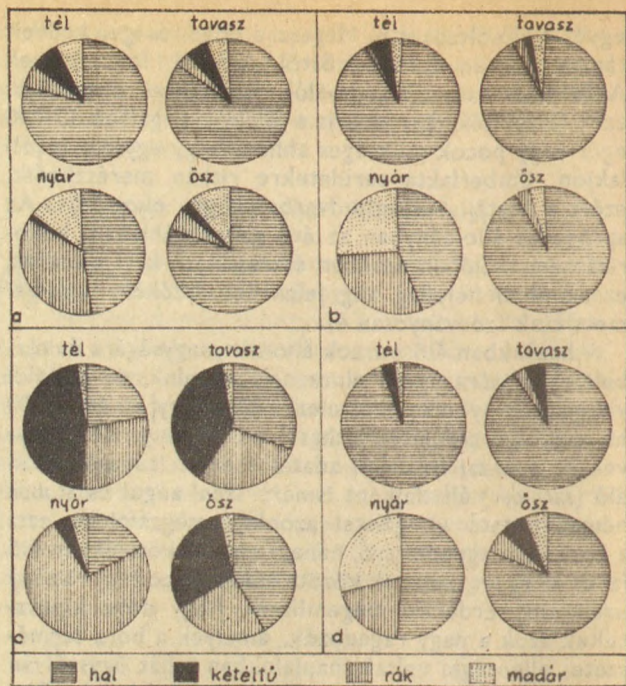 tél tavasz tél tavasz
nyár ősz nyár ősz
a b
tél tavasz tél tavasz
nyár ősz nyár ősz
c d
hal kétéltű rák madár